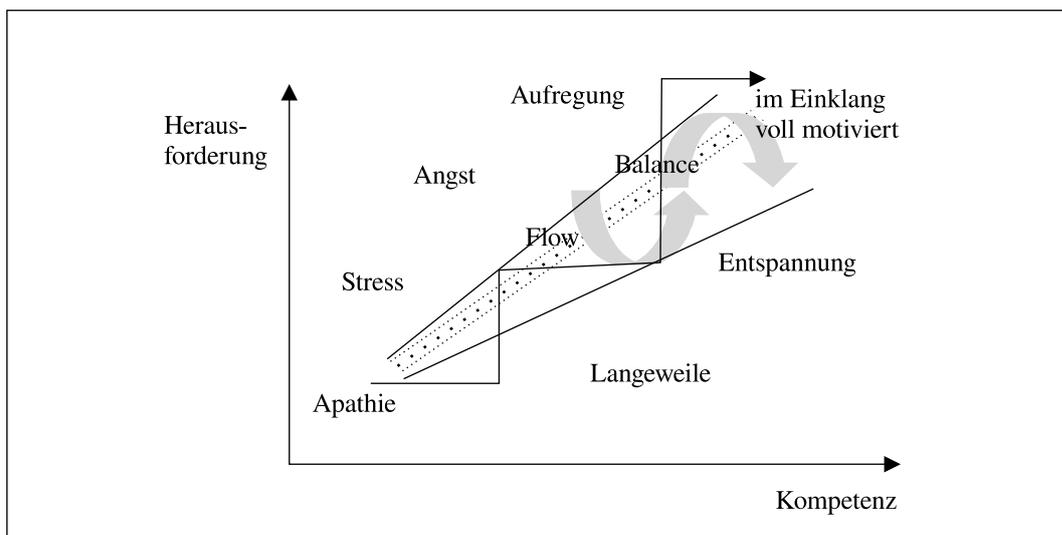 Aufregung
im Einklang
voll motiviert
Heraus-
forderung
Balance
Angst
Flow
Entspannung
Stress
Langeweile
Apathie
Kompetenz